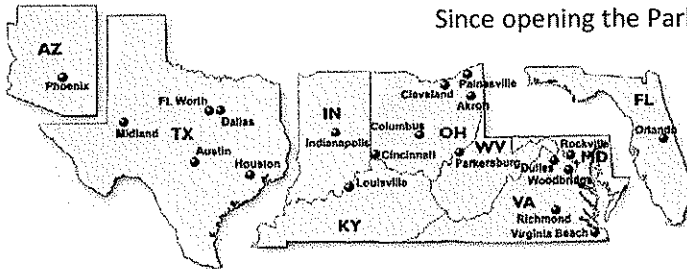 Since opening the Parl
AZ
Phoenix
Ft. Worth
Dallas
Midland
TX
Austin
Houston
IN
Indianapolis
Cleveland
Painesville
Akron
Columbus
OH
Cincinnati
Louisville
KY
WV
Parkersburg
Rockville
MD
Dulles
Woodbridge
VA
Richmond
Virginia Beach
FL
Orlando